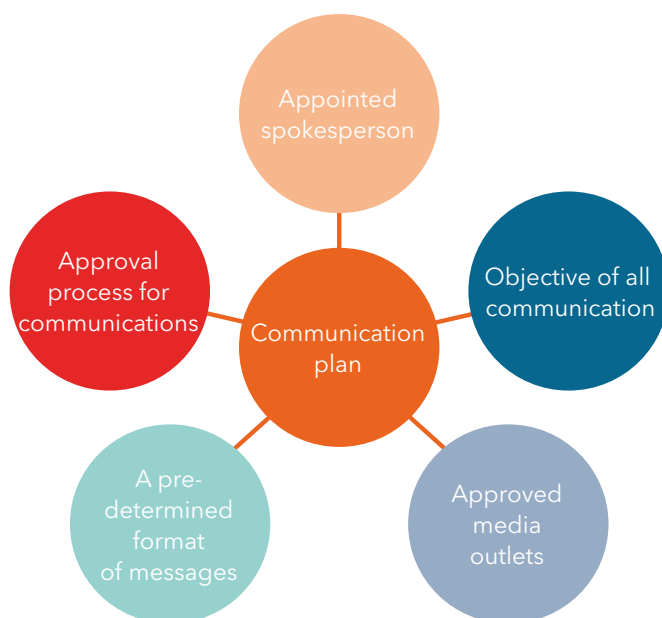 Appointed
spokesperson
Approval
process for
communications
Objective of all
communication
Communication
plan
A pre-
determined
format
of messages
Approved
media
outlets